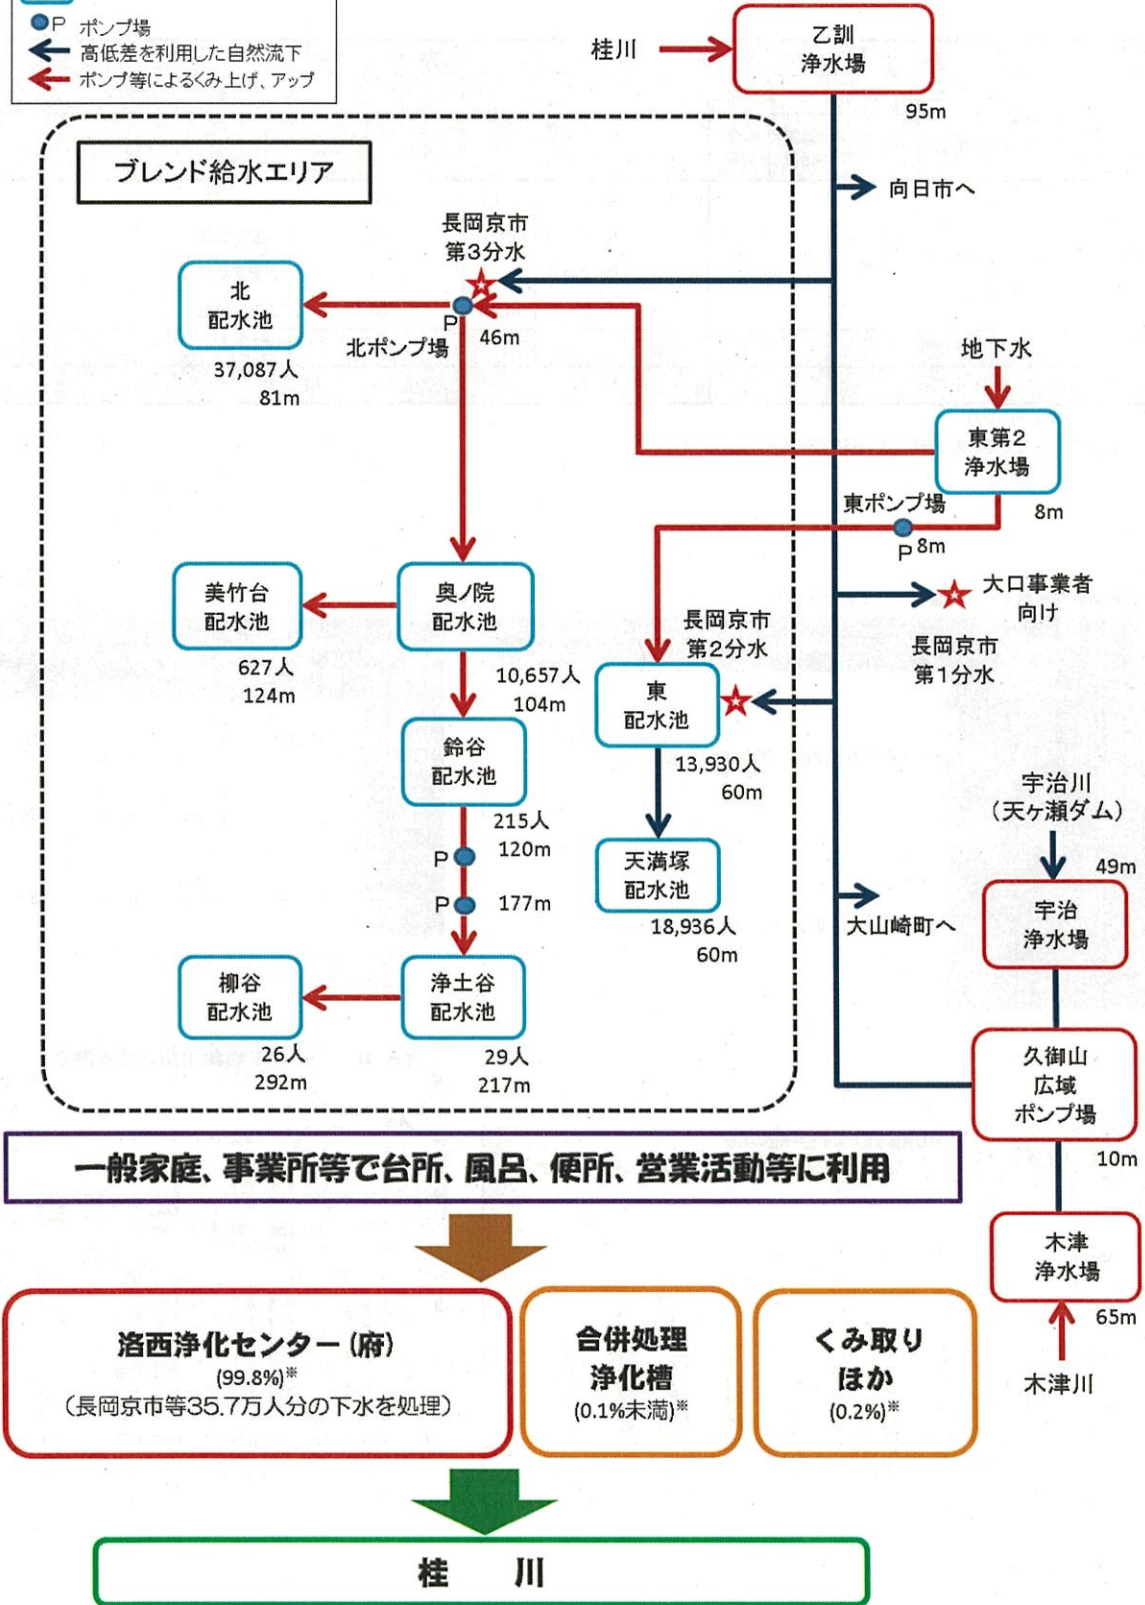 P ポンプ場
高低差を利用した自然流下
ポンプ等によるくみ上げ、アップ
桂川
乙訓
浄水場
95m
ブレンド給水エリア
向日市へ
長岡京市
第3分水
北
配水池
37,087人
81m
P
46m
北ポンプ場
地下水
東第2
浄水場
8m
東ポンプ場
P 8m
美竹台
配水池
627人
124m
奥ノ院
配水池
10,657人
104m
長岡京市
第2分水
大口事業者
向け
長岡京市
第1分水
東
配水池
13,930人
60m
鈴谷
配水池
215人
120m
P
P
177m
天満塚
配水池
18,936人
60m
宇治川
(天ヶ瀬ダム)
49m
宇治
浄水場
大山崎町へ
柳谷
配水池
26人
292m
浄土谷
配水池
29人
217m
久御山
広域
ポンプ場
10m
木津
浄水場
65m
木津川
一般家庭、事業所等で台所、風呂、便所、営業活動等に利用
洛西浄化センター(府)
(99.8%)※
(長岡京市等35.7万人分の下水を処理)
合併処理
浄化槽
(0.1%未満)※
くみ取り
ほか
(0.2%)※
桂 川